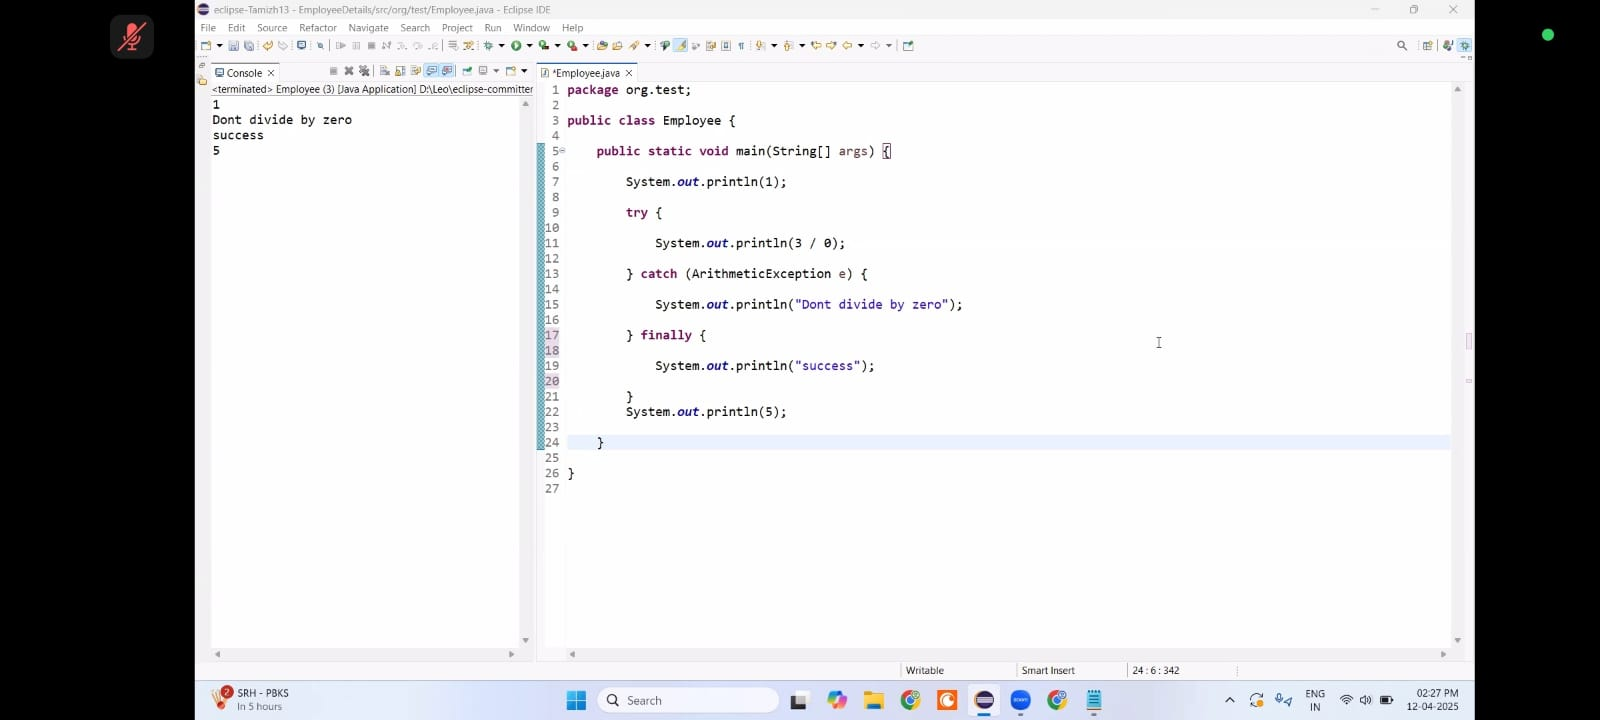 eclipse-Tamizh13 - EmployeeDetails/src/org/test/Employee.java - Eclipse IDE
File Edit Source Refactor Navigate Search Project Run Window Help
Console
<terminated> Employee (3) [Java Application] D:\Leo\eclipse-committer
1
Dont divide by zero
success
5
*Employee.java
1 package org.test;
2
3 public class Employee {
4
5 public static void main(String[] args) {
6
7 System.out.println(1);
8
9 try {
10
11 System.out.println(3 / 0);
12
13 } catch (ArithmeticException e) {
14
15 System.out.println("Dont divide by zero");
16
17 } finally {
18
19 System.out.println("success");
20
21 }
22 System.out.println(5);
23
24 }
25
26 }
27
Writable Smart Insert 24 : 6 : 342
2
SRH - PBKS
In 5 hours
Search
zoom
ENG
IN
02:27 PM
12-04-2025